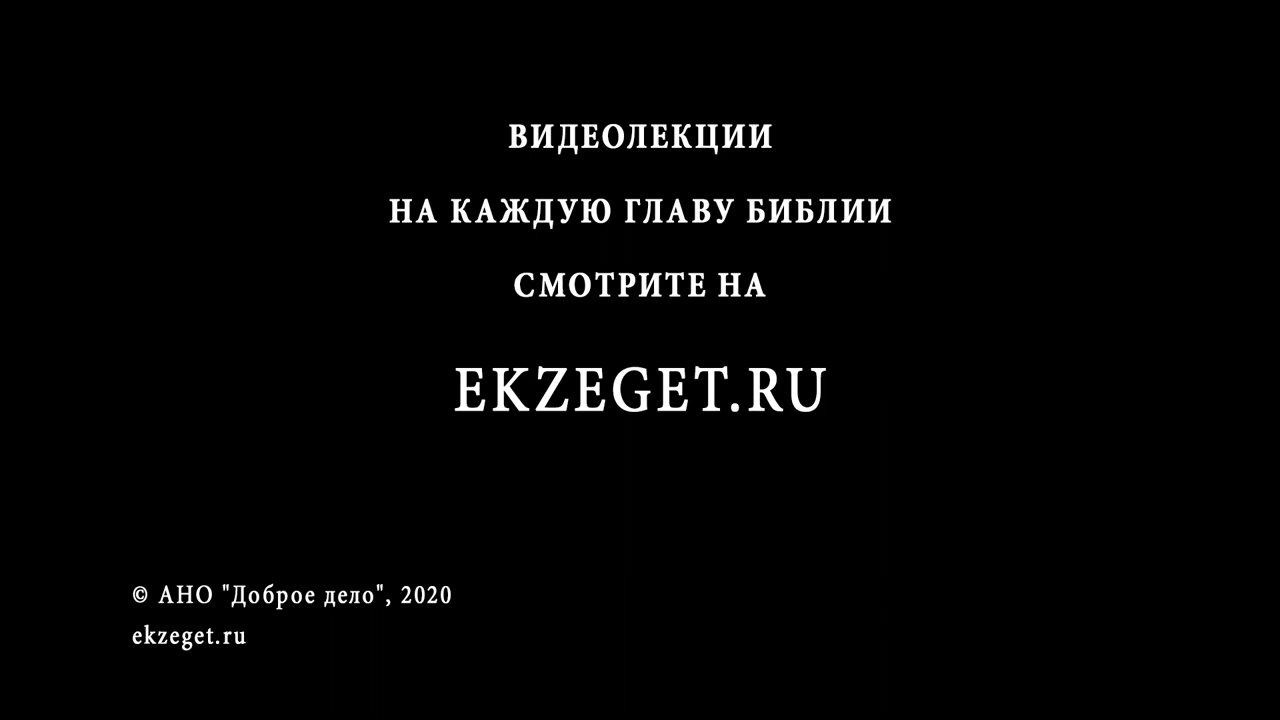 ВИДЕОЛЕКЦИИ
НА КАЖДУЮ ГЛАВУ БИБЛИИ
СМОТРИТЕ НА
EKZEGET.RU
© АНО "Доброе дело", 2020
ekzeget.ru